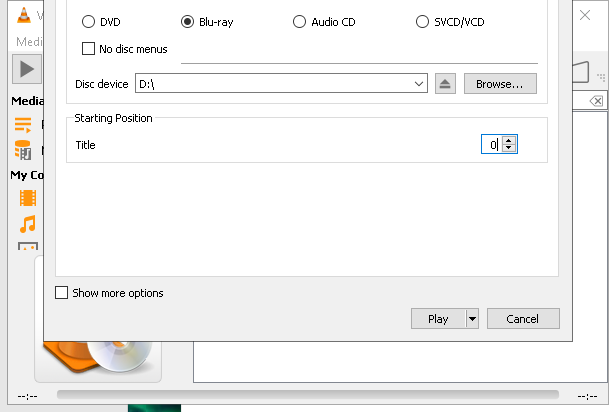 DVD Blu-ray Audio CD SVCD/VCD
Medi
No disc menus
Disc device D:\ Browse...
Media
Starting Position
Title 0
My Co
Show more options
Play Cancel
--:-- --:--